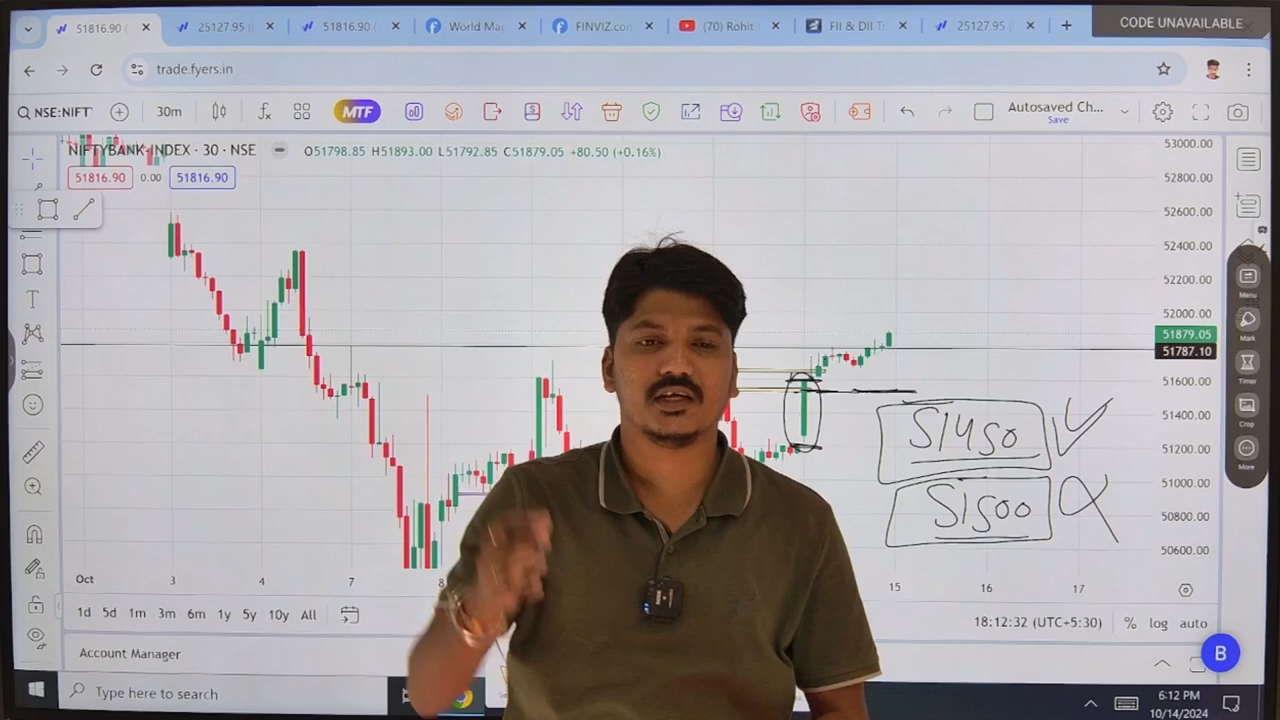 51816.90 (
25127.95 (
51816.90 (
World Map
FINVIZ.com
(70) Rohit
FII & DII Tr
25127.95 (
CODE UNAVAILABLE
trade.fyers.in
NSE:NIFT
30m
MTF
Autosaved Ch...
Save
NIFTYBANK-INDEX · 30 · NSE
O51798.85 H51893.00 L51792.85 C51879.05 +80.50 (+0.16%)
51816.90
0.00
51816.90
53000.00
52800.00
52600.00
52400.00
52200.00
52000.00
51879.05
51787.10
51600.00
51400.00
51200.00
51000.00
50800.00
50600.00
Menu
Mark
Timer
Crop
More
51450
51500
Oct
3
4
7
8
15
16
17
1d 5d 1m 3m 6m 1y 5y 10y All
18:12:32 (UTC+5:30)
% log auto
Account Manager
B
Type here to search
6:12 PM
10/14/2024